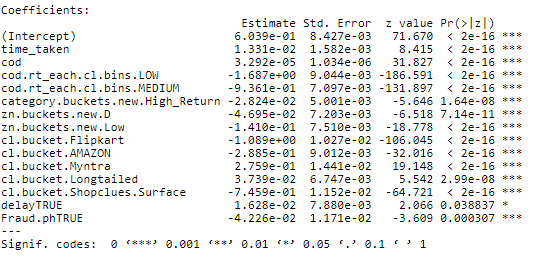 Coefficients:
Estimate Std. Error z value Pr(>|z|)
(Intercept) 6.039e-01 8.427e-03 71.670 < 2e-16 ***
time_taken 1.331e-02 1.582e-03 8.415 < 2e-16 ***
cod 3.292e-05 1.034e-06 31.827 < 2e-16 ***
cod.rt_each.cl.bins.LOW -1.687e+00 9.044e-03 -186.591 < 2e-16 ***
cod.rt_each.cl.bins.MEDIUM -9.361e-01 7.097e-03 -131.897 < 2e-16 ***
category.buckets.new.High_Return -2.824e-02 5.001e-03 -5.646 1.64e-08 ***
zn.buckets.new.D -4.695e-02 7.203e-03 -6.518 7.14e-11 ***
zn.buckets.new.Low -1.410e-01 7.510e-03 -18.778 < 2e-16 ***
cl.bucket.Flipkart -1.089e+00 1.027e-02 -106.045 < 2e-16 ***
cl.bucket.AMAZON -2.885e-01 9.012e-03 -32.016 < 2e-16 ***
cl.bucket.Myntra 2.759e-01 1.441e-02 19.148 < 2e-16 ***
cl.bucket.Longtailed 3.739e-02 6.747e-03 5.542 2.99e-08 ***
cl.bucket.Shopclues.Surface -7.459e-01 1.152e-02 -64.721 < 2e-16 ***
delayTRUE 1.628e-02 7.880e-03 2.066 0.038837 *
Fraud.phTRUE -4.226e-02 1.171e-02 -3.609 0.000307 ***
---
Signif. codes: 0 ‘***’ 0.001 ‘**’ 0.01 ‘*’ 0.05 ‘.’ 0.1 ‘ ’ 1